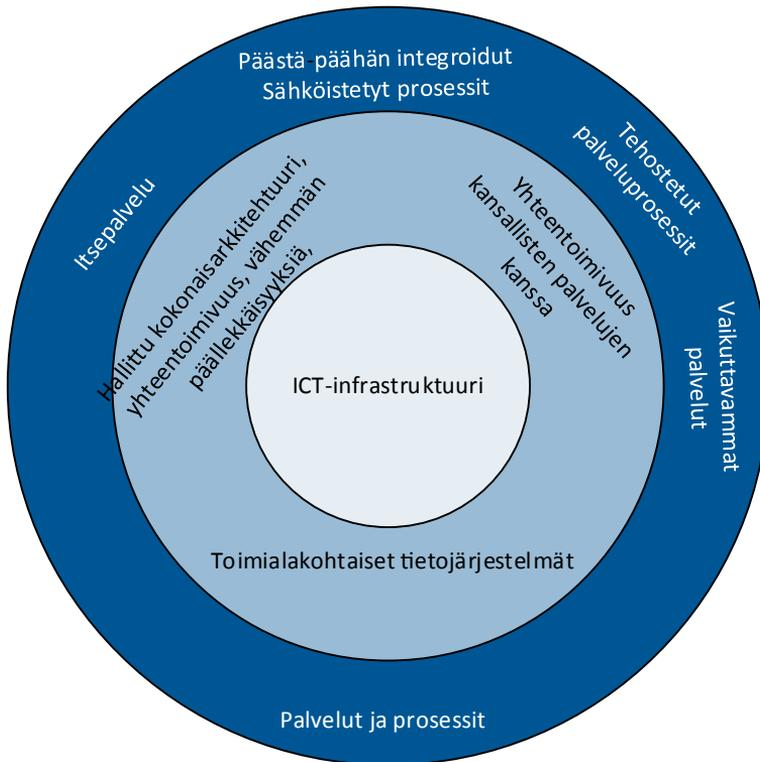 Päästä-päähän integroidut
Sähköistetyt prosessit
Tehostetut
palveluprosessit
Itsepalvelu
Hallittu kokonaisarkkitehtuuri,
yhteentoimivuus, vähemmän
päällekkäisyyksiä,
Yhteentoimivuus
kansallisten palvelujen
kanssa
Vaikuttavammat
palvelut
ICT-infrastruktuuri
Toimialakohtaiset tietojärjestelmät
Palvelut ja prosessit